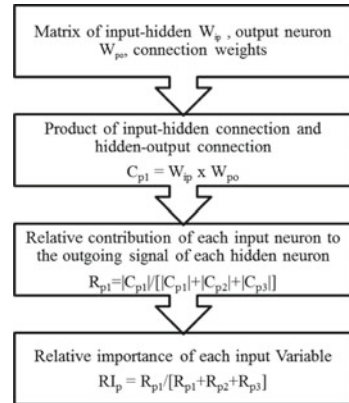 Matrix of input-hidden W_ip , output neuron
W_po, connection weights
Product of input-hidden connection and
hidden-output connection
C_p1 = W_ip x W_po
Relative contribution of each input neuron to
the outgoing signal of each hidden neuron
R_p1=|C_p1|/[|C_p1|+|C_p2|+|C_p3|]
Relative importance of each input Variable
RI_p = R_p1/[R_p1+R_p2+R_p3]